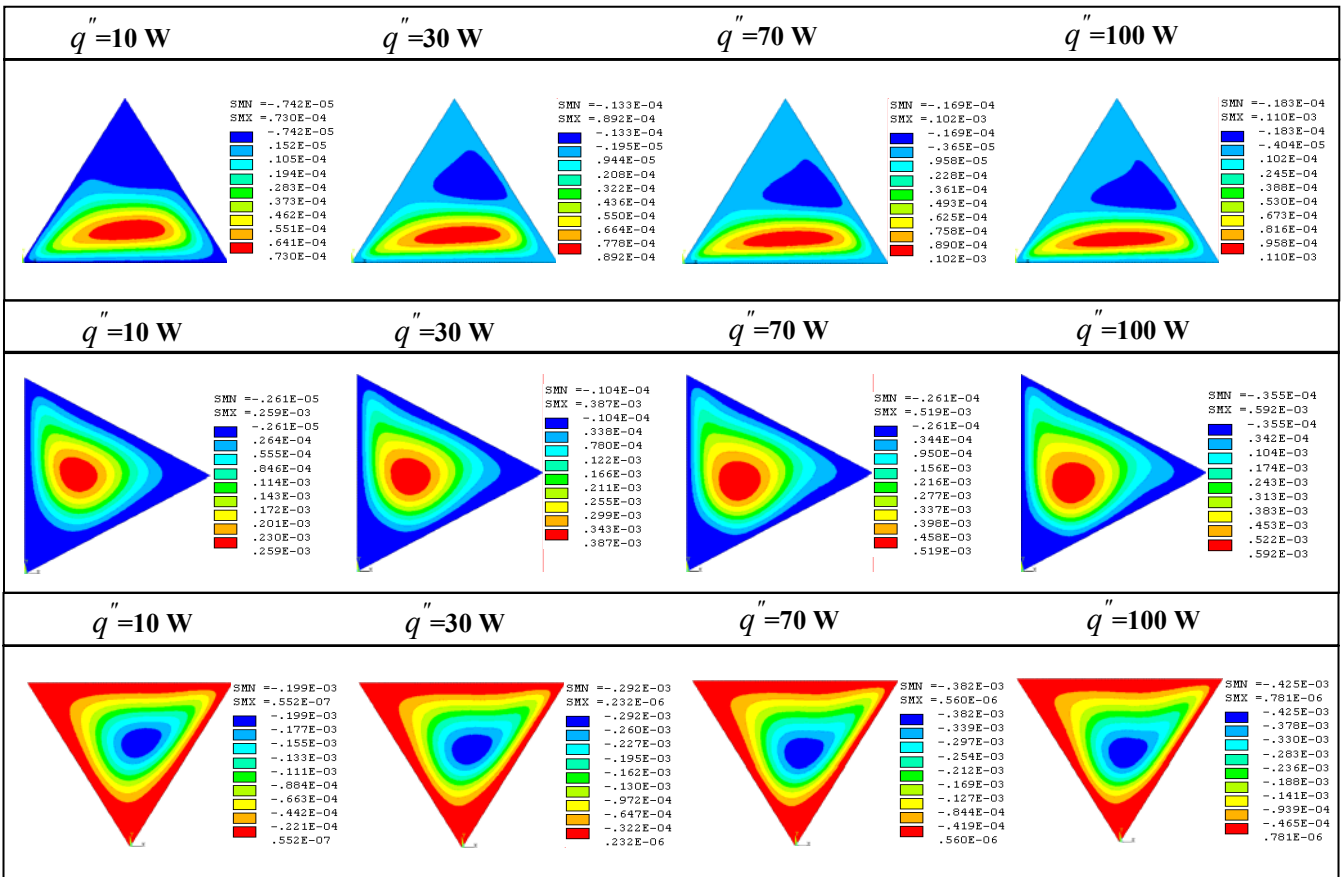 q"=10 W q"=30 W q"=70 W q"=100 W
SMN =-.742E-05
SMX =.730E-04
-.742E-05
.152E-05
.105E-04
.194E-04
.283E-04
.373E-04
.462E-04
.551E-04
.641E-04
.730E-04
SMN =-.133E-04
SMX =.892E-04
-.133E-04
-.195E-05
.944E-05
.208E-04
.322E-04
.436E-04
.550E-04
.664E-04
.778E-04
.892E-04
SMN =-.169E-04
SMX =.102E-03
-.169E-04
-.365E-05
.958E-05
.228E-04
.361E-04
.493E-04
.625E-04
.758E-04
.890E-04
.102E-03
SMN =-.183E-04
SMX =.110E-03
-.183E-04
-.404E-05
.102E-04
.245E-04
.388E-04
.530E-04
.673E-04
.816E-04
.958E-04
.110E-03
q"=10 W q"=30 W q"=70 W q"=100 W
SMN =-.261E-05
SMX =.259E-03
-.261E-05
.264E-04
.555E-04
.846E-04
.114E-03
.143E-03
.172E-03
.201E-03
.230E-03
.259E-03
SMN =-.104E-04
SMX =.387E-03
-.104E-04
.338E-04
.780E-04
.122E-03
.166E-03
.211E-03
.255E-03
.299E-03
.343E-03
.387E-03
SMN =-.261E-04
SMX =.519E-03
-.261E-04
.344E-04
.950E-04
.156E-03
.216E-03
.277E-03
.337E-03
.398E-03
.458E-03
.519E-03
SMN =-.355E-04
SMX =.592E-03
-.355E-04
.342E-04
.104E-03
.174E-03
.243E-03
.313E-03
.383E-03
.453E-03
.522E-03
.592E-03
q"=10 W q"=30 W q"=70 W q"=100 W
SMN =-.199E-03
SMX =.552E-07
-.199E-03
-.177E-03
-.155E-03
-.133E-03
-.111E-03
-.884E-04
-.663E-04
-.442E-04
-.221E-04
.552E-07
SMN =-.292E-03
SMX =.232E-06
-.292E-03
-.260E-03
-.227E-03
-.195E-03
-.162E-03
-.130E-03
-.972E-04
-.647E-04
-.322E-04
.232E-06
SMN =-.382E-03
SMX =.560E-06
-.382E-03
-.339E-03
-.297E-03
-.254E-03
-.212E-03
-.169E-03
-.127E-03
-.844E-04
-.419E-04
.560E-06
SMN =-.425E-03
SMX =.781E-06
-.425E-03
-.378E-03
-.330E-03
-.283E-03
-.236E-03
-.188E-03
-.141E-03
-.939E-04
-.465E-04
.781E-06